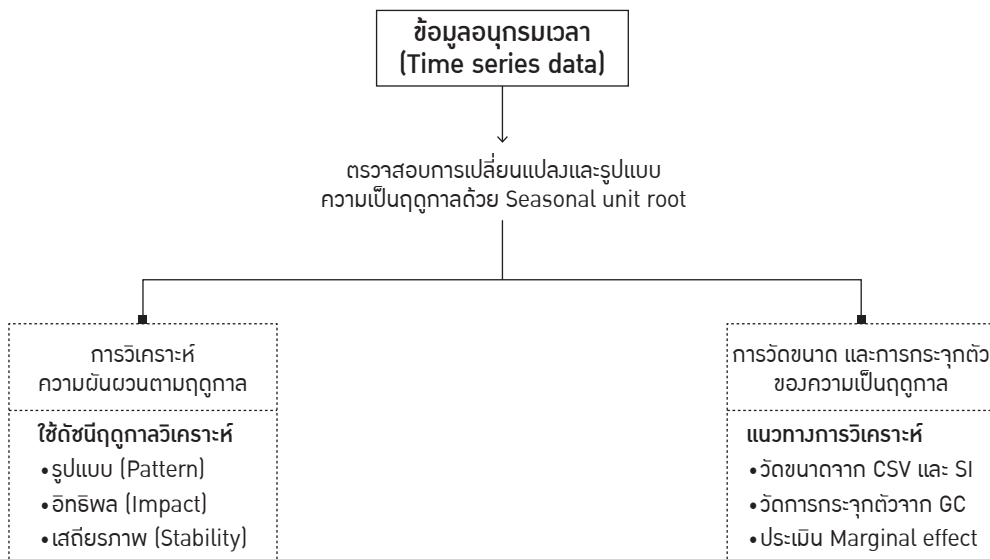 ข้อมูลอนุกรมเวลา
(Time series data)
ตรวจสอบการเปลี่ยนแปลงและรูปแบบ
ความเป็นฤดูกาลด้วย Seasonal unit root
การวิเคราะห์
ความผันผวนตามฤดูกาล
ใช้ดัชนีฤดูกาลวิเคราะห์
•รูปแบบ (Pattern)
•อิทธิพล (Impact)
•เสถียรภาพ (Stability)
การวัดขนาด และการกระจุกตัว
ของความเป็นฤดูกาล
แนวทางการวิเคราะห์
•วัดขนาดจาก CSV และ SI
•วัดการกระจุกตัวจาก GC
•ประเมิน Marginal effect